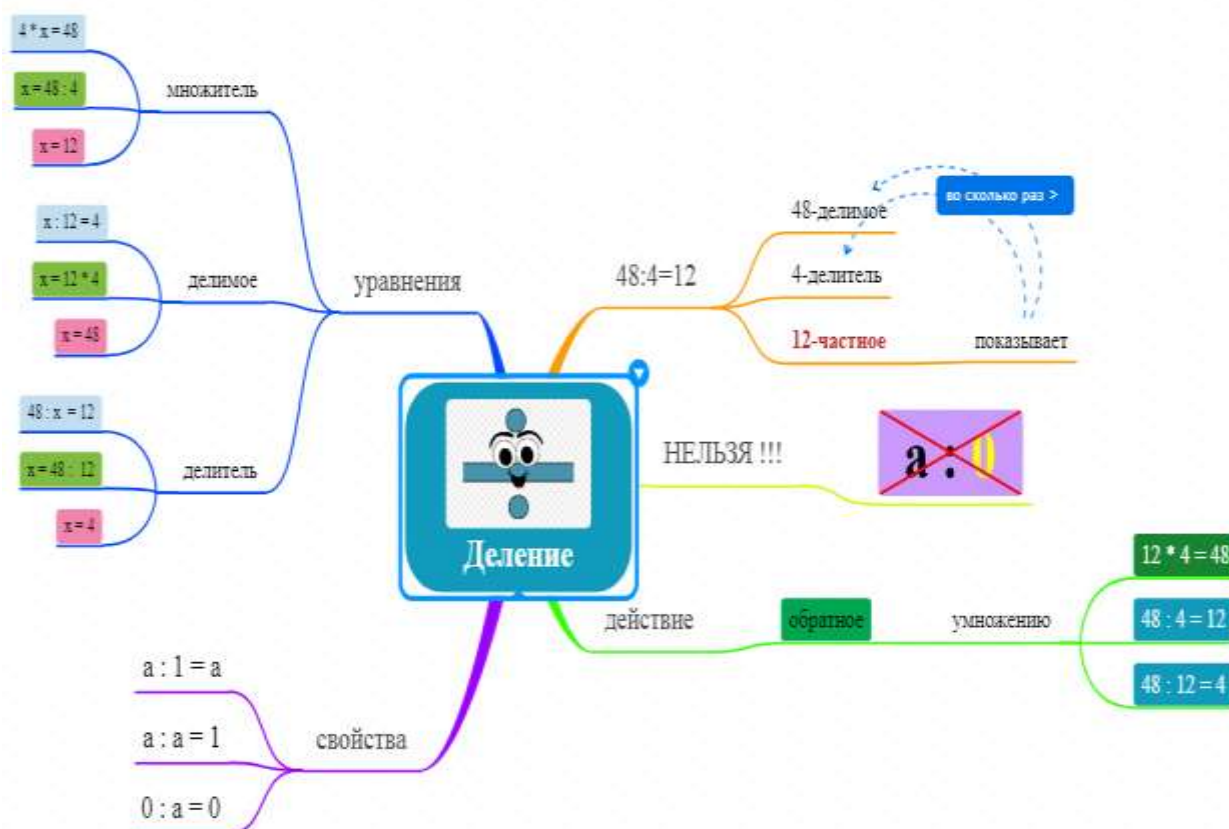 4 * x = 48
x = 48 : 4
x = 12
множитель
x : 12 = 4
x = 12 * 4
x = 48
делимое
48 : x = 12
x = 48 : 12
x = 4
делитель
уравнения
48:4=12
48-делимое
4-делитель
12-частное
показывает
во сколько раз >
НЕЛЬЗЯ !!!
a : 0
Деление
действие
обратное
умножению
12 * 4 = 48
48 : 4 = 12
48 : 12 = 4
свойства
a : 1 = a
a : a = 1
0 : a = 0